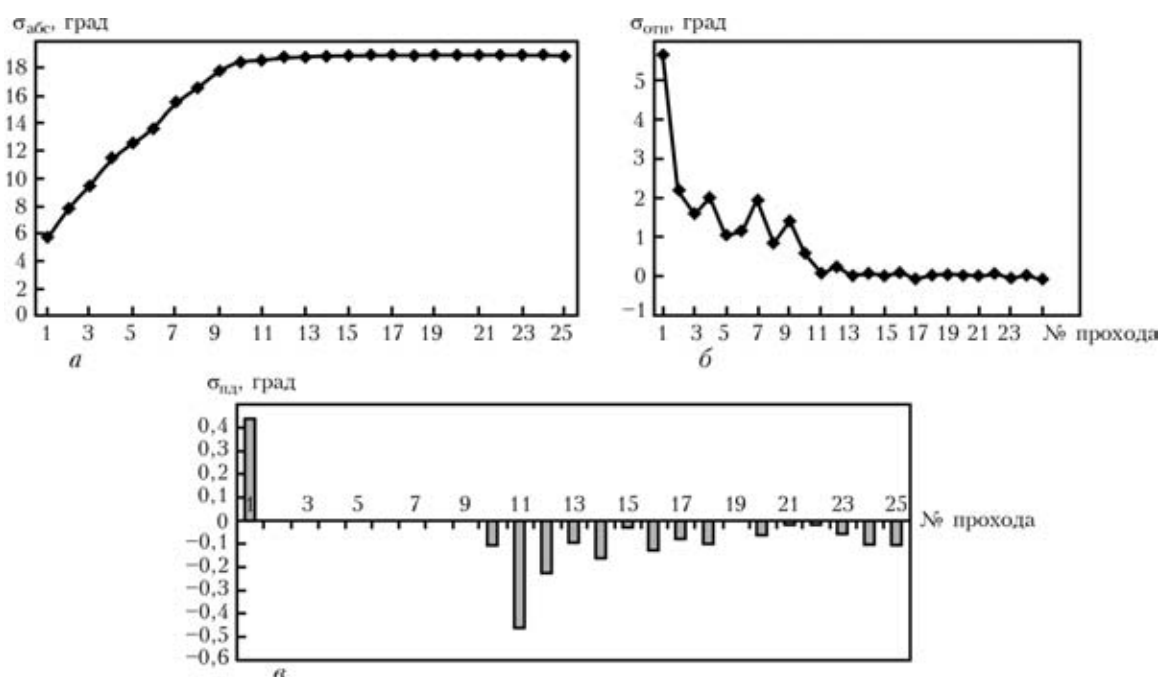 σабс, град
18
16
14
12
10
8
6
4
2
0
1 3 5 7 9 11 13 15 17 19 21 23 25
а
σотн, град
5
4
3
2
1
0
−1
1 3 5 7 9 11 13 15 17 19 21 23 № прохода
б
σпд, град
0,4
0,3
0,2
0,1
0
−0,1
−0,2
−0,3
−0,4
−0,5
−0,6
1 3 5 7 9 11 13 15 17 19 21 23 25
№ прохода
в